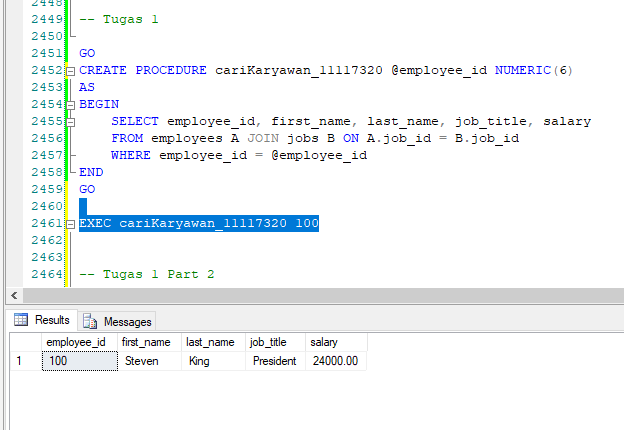 2448
2449 -- Tugas 1
2450
2451 GO
2452 CREATE PROCEDURE cariKaryawan_11117320 @employee_id NUMERIC(6)
2453 AS
2454 BEGIN
2455 SELECT employee_id, first_name, last_name, job_title, salary
2456 FROM employees A JOIN jobs B ON A.job_id = B.job_id
2457 WHERE employee_id = @employee_id
2458 END
2459 GO
2460
2461 EXEC cariKaryawan_11117320 100
2462
2463
2464 -- Tugas 1 Part 2
Results Messages
employee_id first_name last_name job_title salary
1 100 Steven King President 24000.00